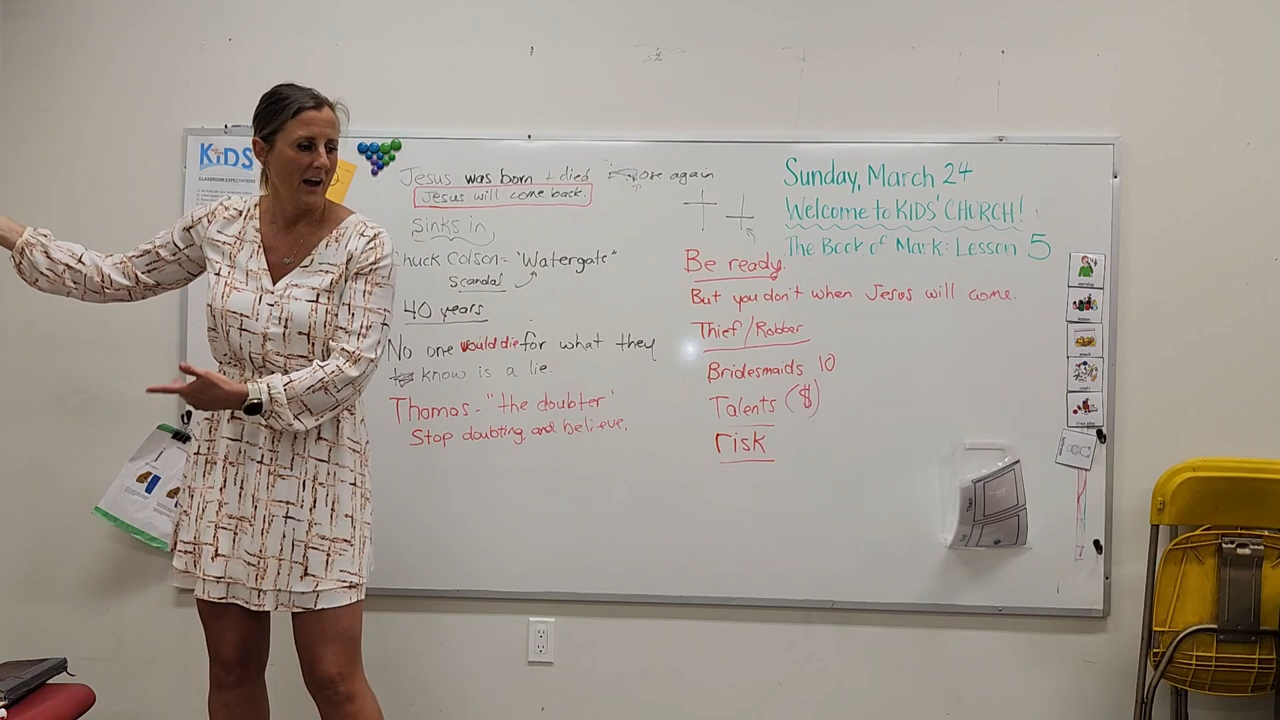 KIDS
CLASSROOM EXPECTATIONS
Jesus was born + died rose again
Jesus will come back.
Sinks in
Chuck Colson = "Watergate"
Scandal
40 years
No one would die for what they
know is a lie.
Thomas - "the doubter"
Stop doubting and believe.
Sunday, March 24
Welcome to KIDS' CHURCH!
The Book of Mark: Lesson 5
Be ready.
But you don't when Jesus will come.
Thief/Robber
Bridesmaids 10
Talents ($)
risk